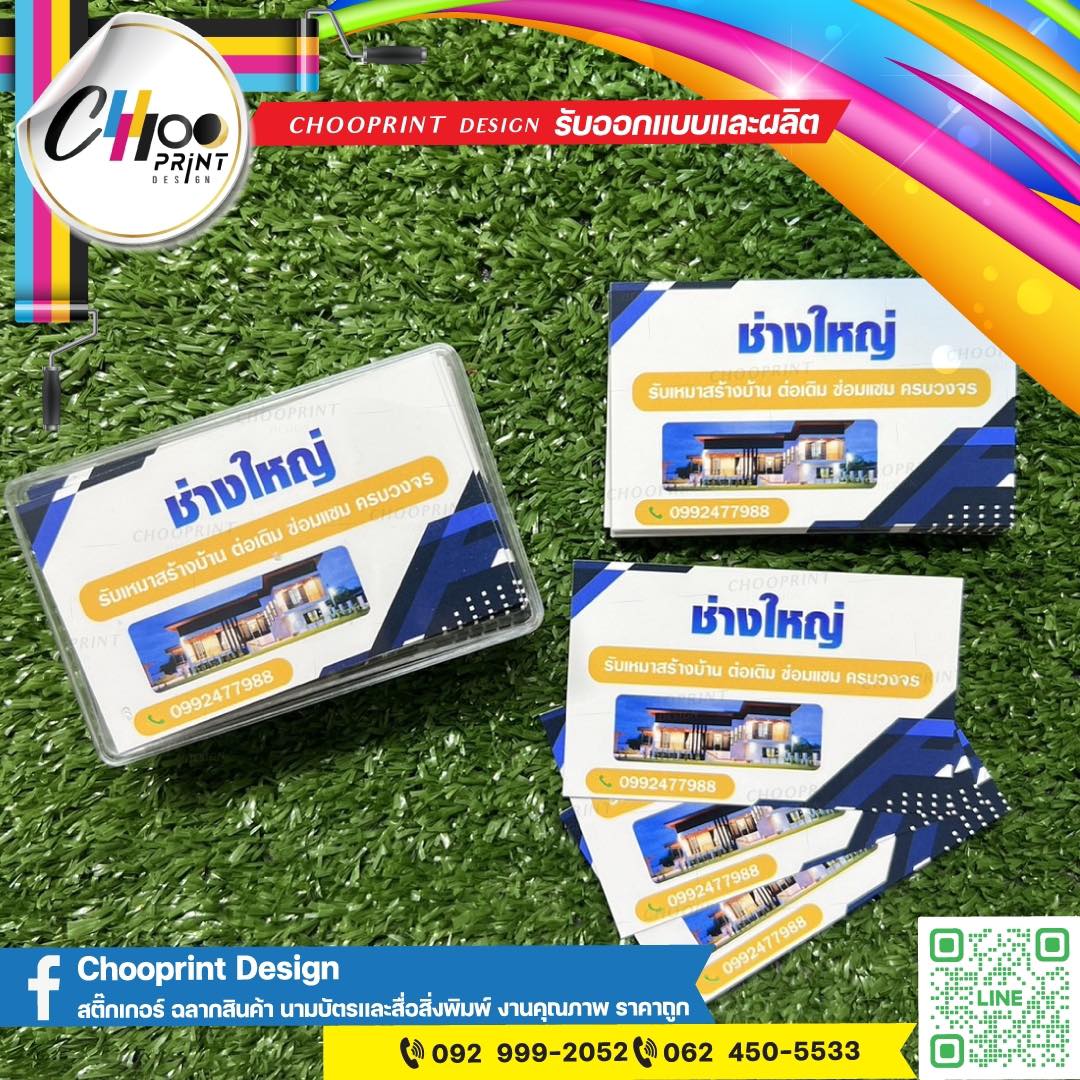 CHOO
PRINT
DESIGN
CHOOPRINT DESIGN รับออกแบบและผลิต
ช่างใหญ่
รับเหมาสร้างบ้าน ต่อเติม ซ่อมแซม ครบวงจร
0992477988
CHOOPRINT
ช่างใหญ่
รับเหมาสร้างบ้าน ต่อเติม ซ่อมแซม ครบวงจร
0992477988
CHOOPRINT
ช่างใหญ่
รับเหมาสร้างบ้าน ต่อเติม ซ่อมแซม ครบวงจร
0992477988
0992477988
0992477988
Chooprint Design
สติ๊กเกอร์ ฉลากสินค้า นามบัตรและสื่อสิ่งพิมพ์ งานคุณภาพ ราคาถูก
092 999-2052 062 450-5533
LINE